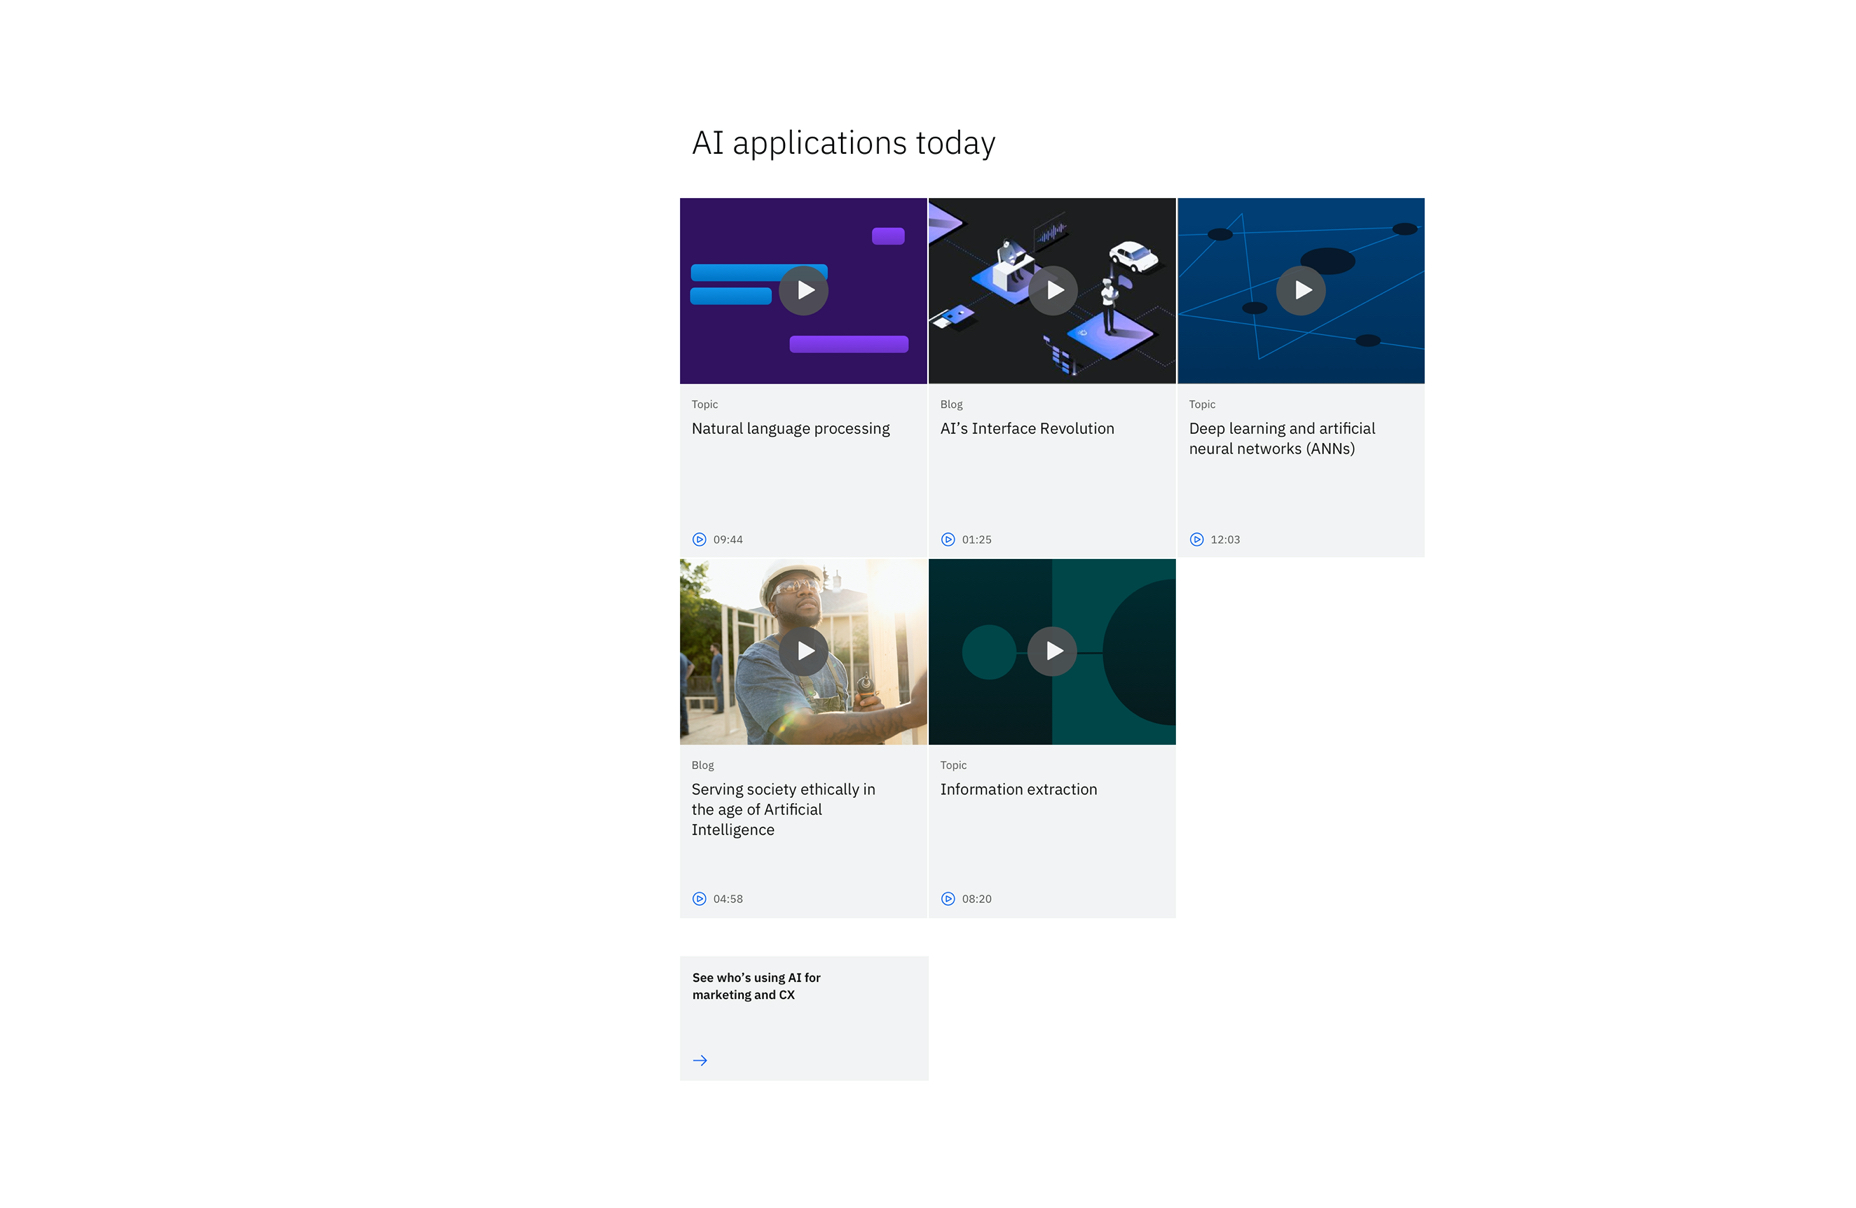 AI applications today
Topic
Natural language processing
09:44
Blog
AI’s Interface Revolution
01:25
Topic
Deep learning and artificial
neural networks (ANNs)
12:03
Blog
Serving society ethically in
the age of Artificial
Intelligence
04:58
Topic
Information extraction
08:20
See who’s using AI for
marketing and CX